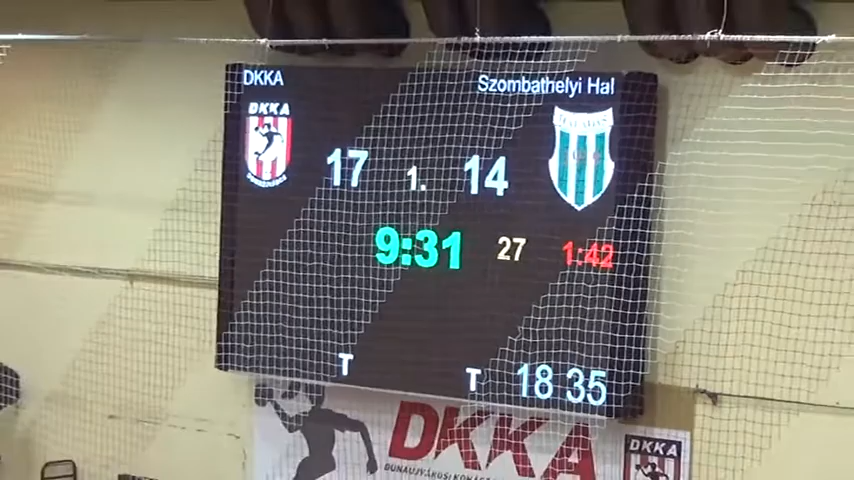 DKKA
Szombathelyi Hal
DKKA
17 1. 14
9:31 27 1:42
T T 18 35
DKKA
DKKA